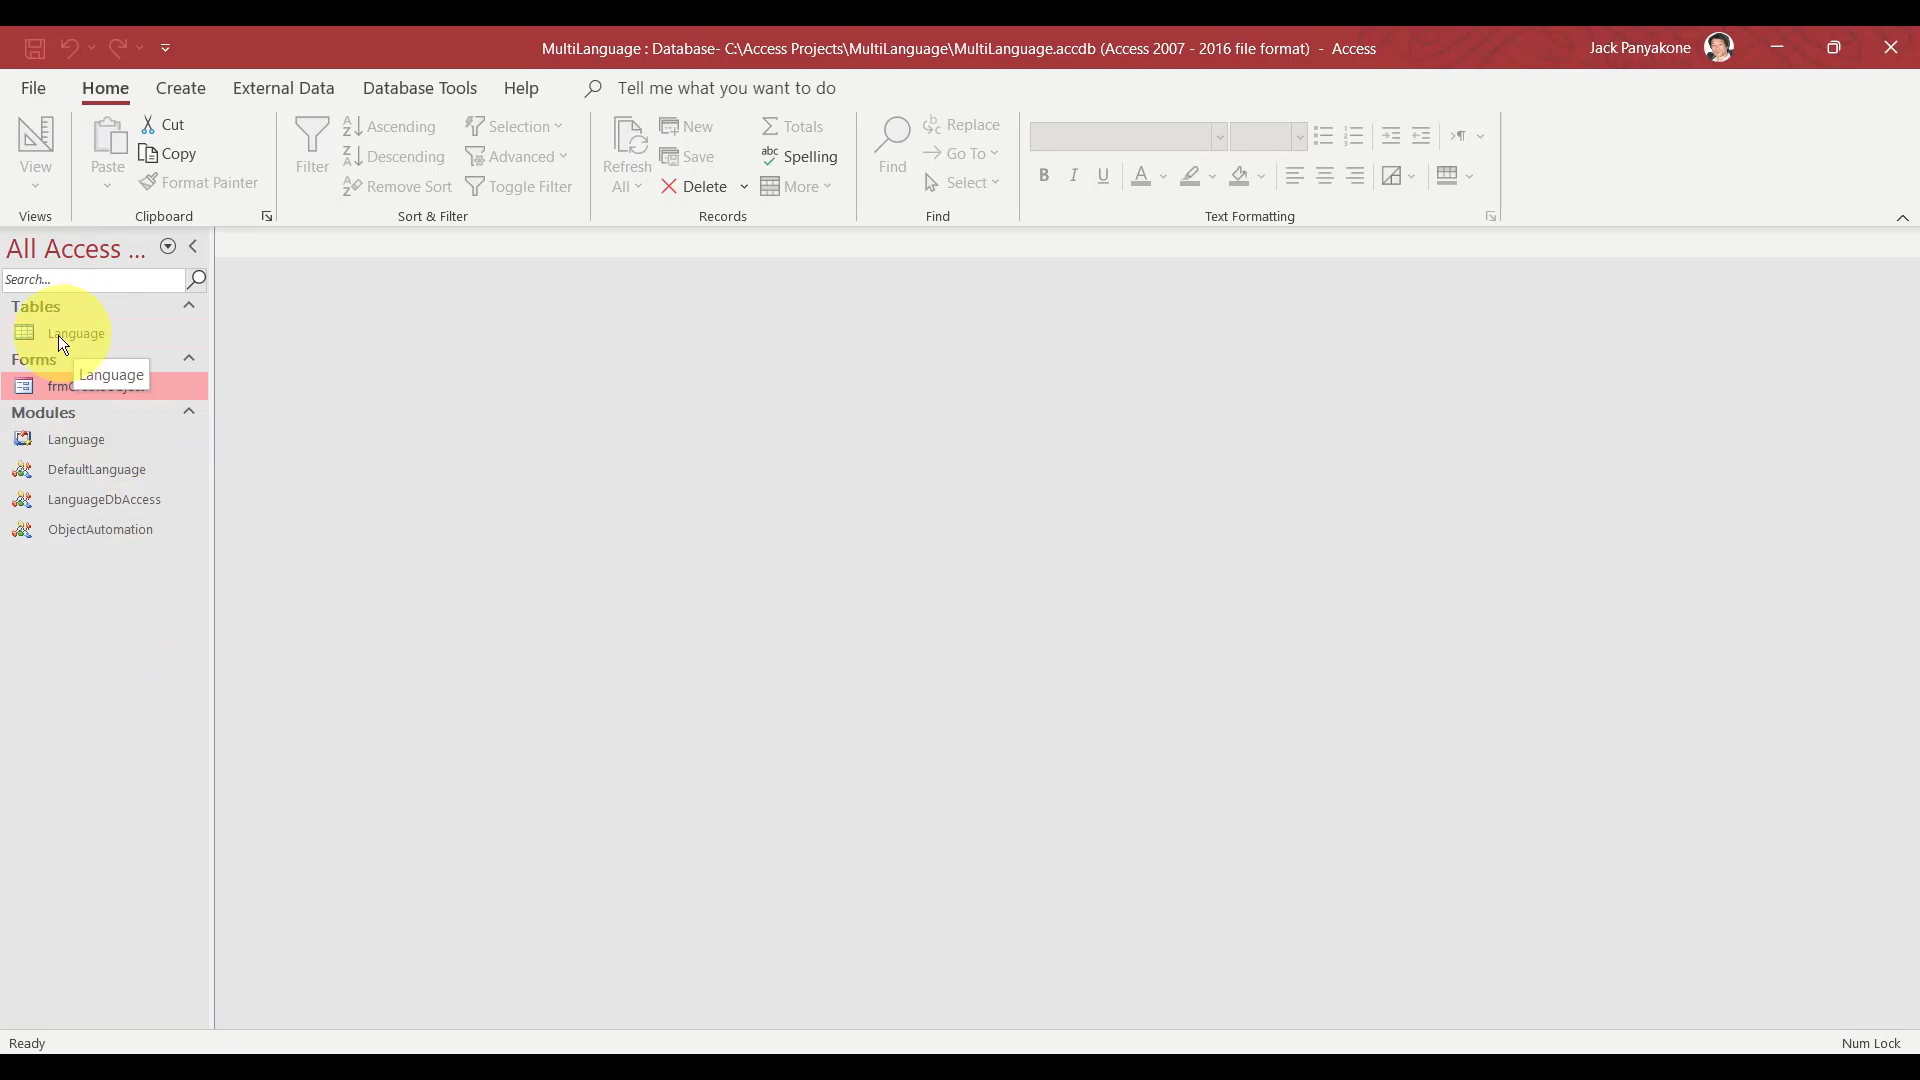 MultiLanguage : Database- C:\Access Projects\MultiLanguage\MultiLanguage.accdb (Access 2007 - 2016 file format) - Access
Jack Panyakone
File Home Create External Data Database Tools Help Tell me what you want to do
View
Views
Paste
Cut
Copy
Format Painter
Clipboard
Filter
Ascending
Descending
Remove Sort
Selection
Advanced
Toggle Filter
Sort & Filter
Refresh
All
New
Save
Delete
Totals
Spelling
More
Records
Find
Replace
Go To
Select
Find
B I U
Text Formatting
All Access ...
Search...
Tables
Language
Forms
Language
Modules
Language
DefaultLanguage
LanguageDbAccess
ObjectAutomation
Ready
Num Lock